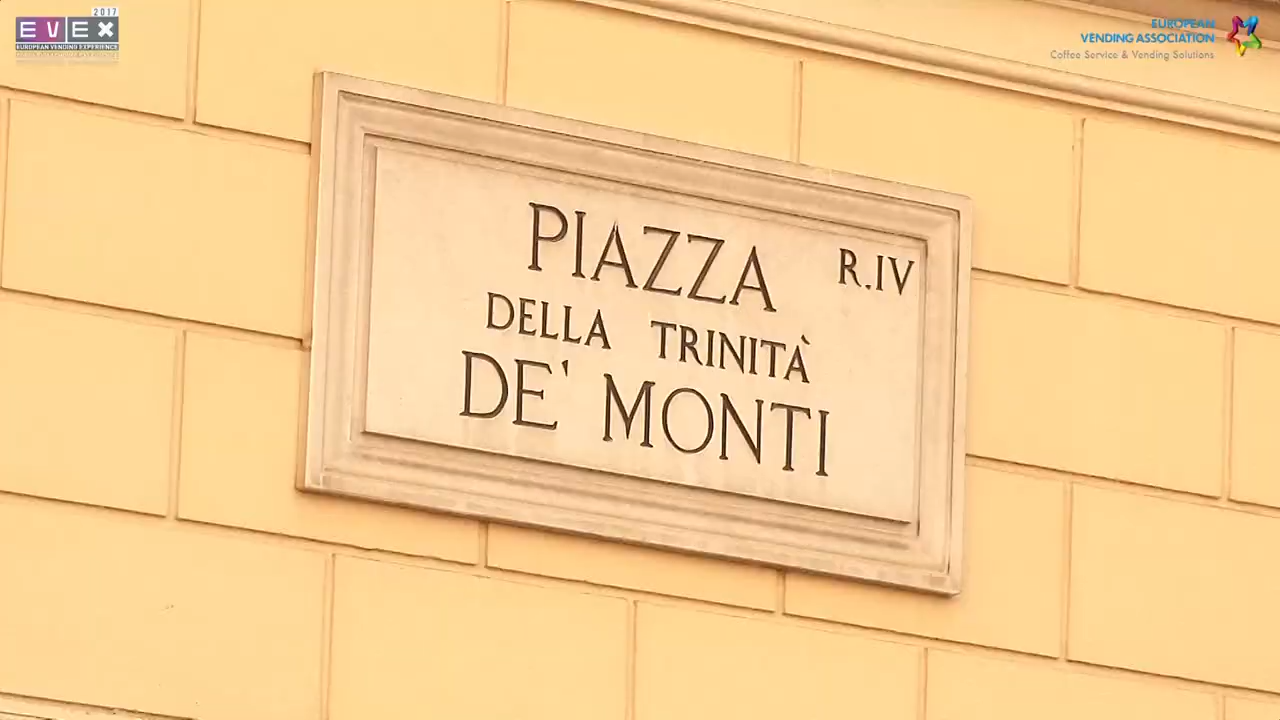 2017
EVEX
EUROPEAN VENDING EXPERIENCE
EUROPEAN
VENDING ASSOCIATION
Coffee Service & Vending Solutions
PIAZZA R.IV
DELLA TRINITÀ
DE' MONTI